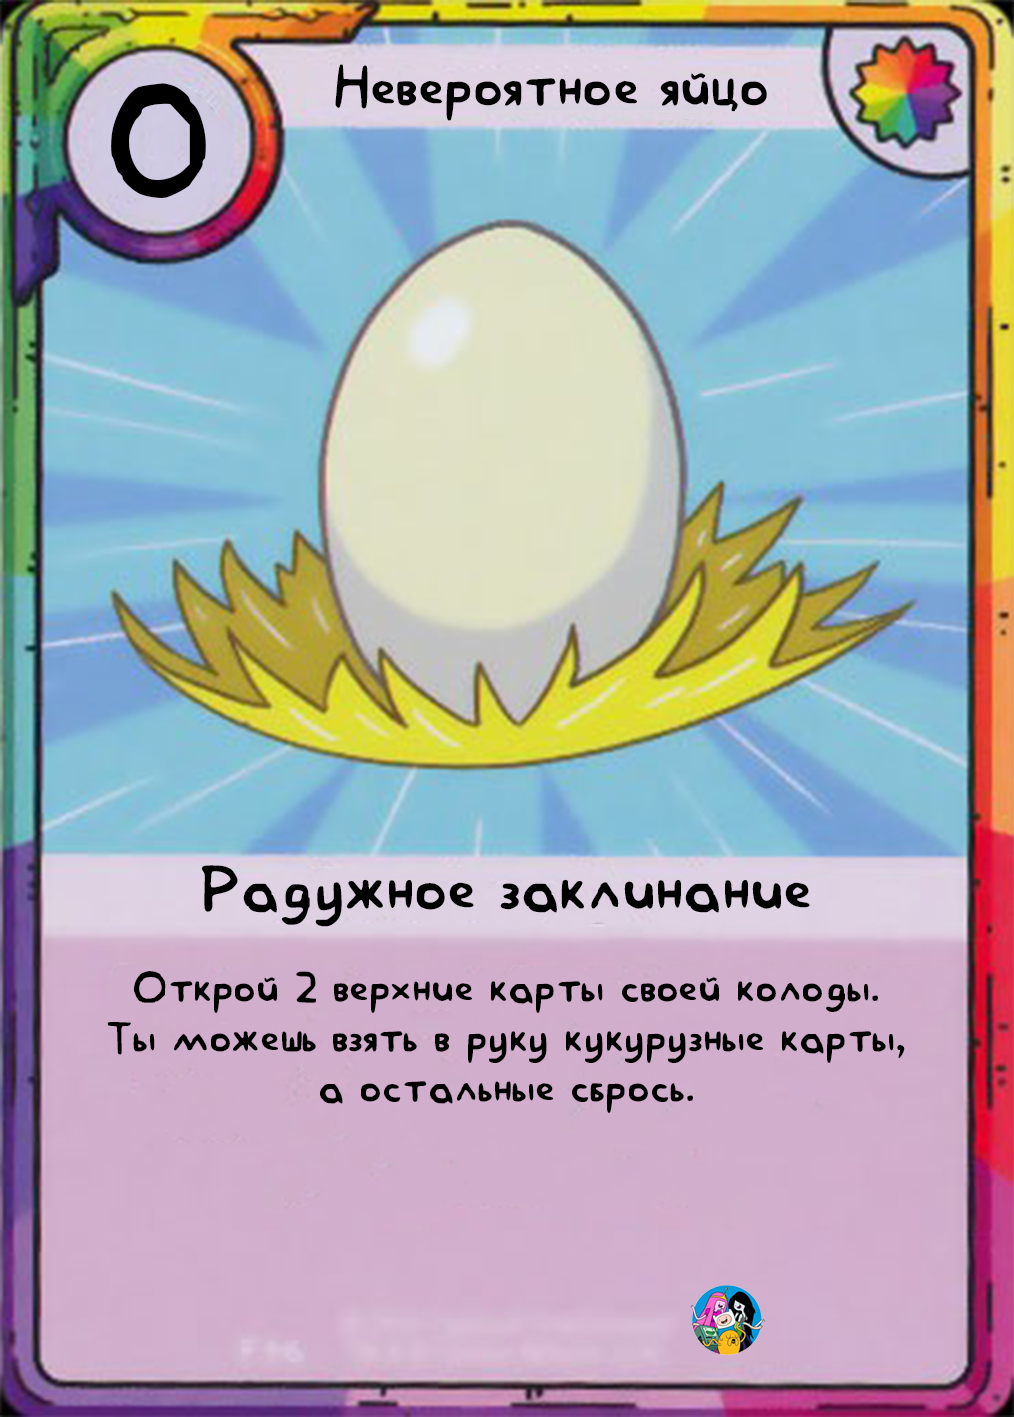 0
Невероятное яйцо
Радужное заклинание
Открой 2 верхние карты своей колоды.
Ты можешь взять в руку кукурузные карты,
а остальные сбрось.